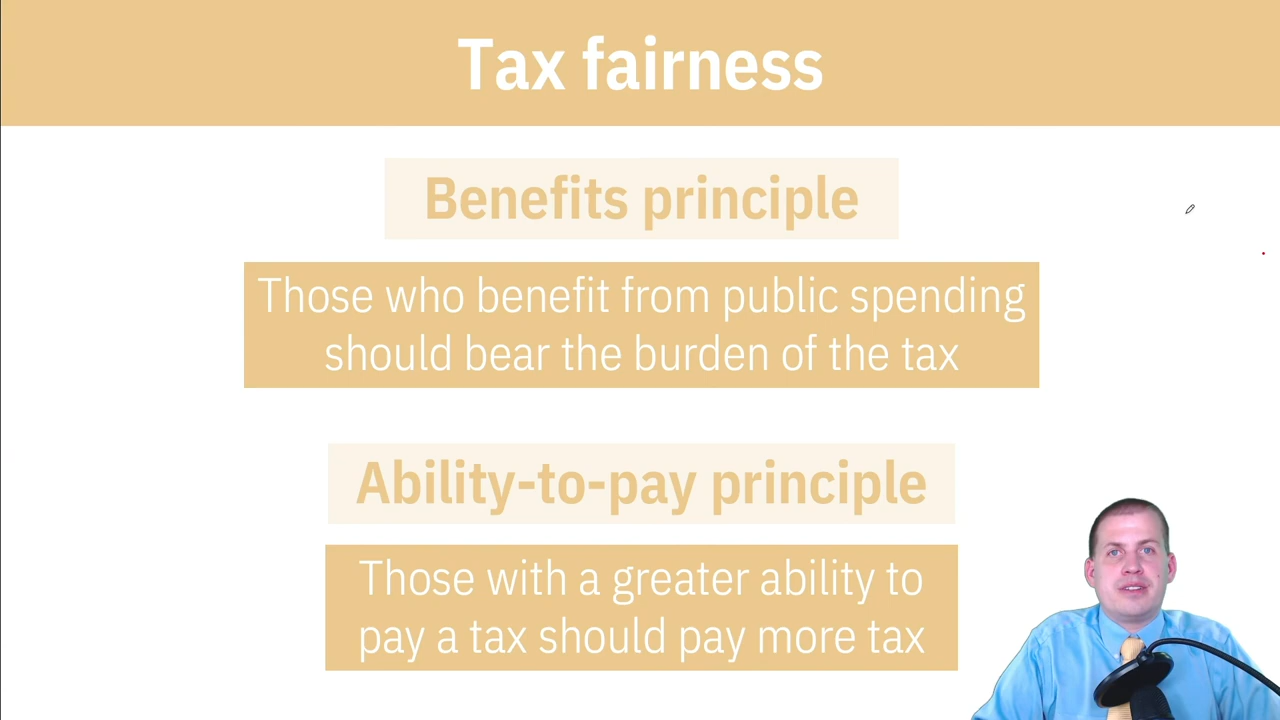 Tax fairness
Benefits principle
Those who benefit from public spending
should bear the burden of the tax
Ability-to-pay principle
Those with a greater ability to
pay a tax should pay more tax